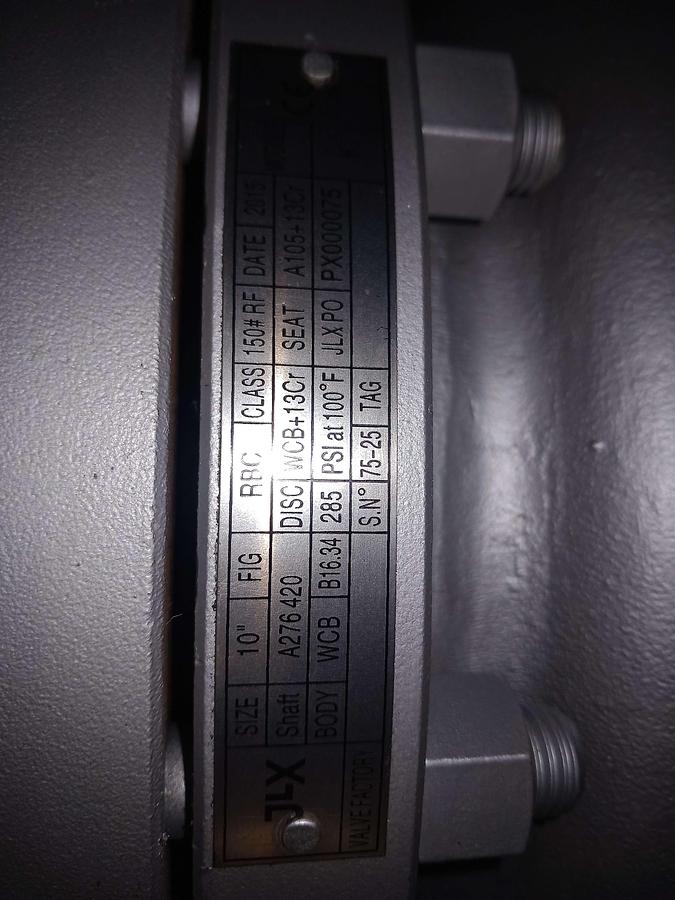 JLX SIZE 10" FIG RBC CLASS 150# RF DATE 2015
Shaft A276 420 DISC WCB+13Cr SEAT A105+13Cr CE
BODY WCB B16.34 285 PSI at 100°F JLX PO PX000075
VALVE FACTORY S.N° 75-25 TAG